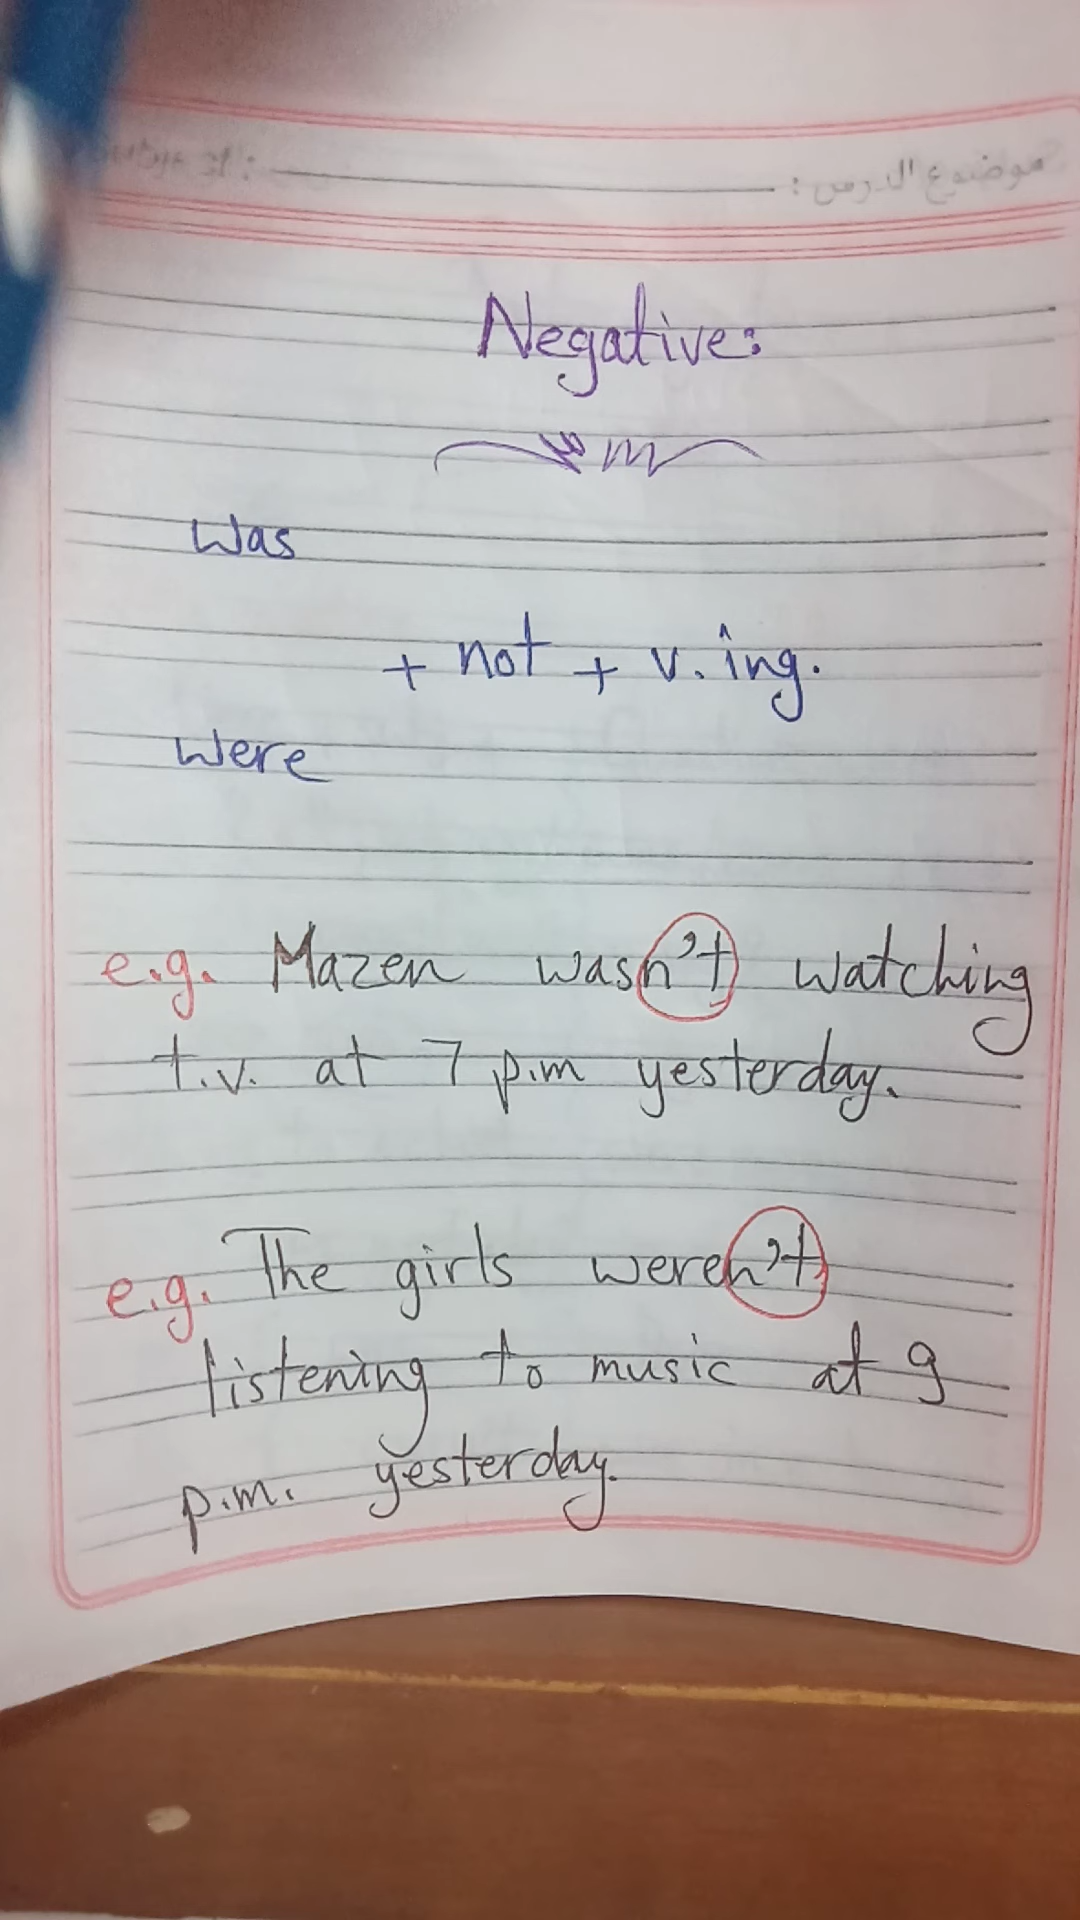 موضوع الدرس :
Negative:
Was
+ not + v. ing.
Were
e.g. Mazen wasn't watching
t.v. at 7 p.m yesterday.
e.g. The girls weren't
listening to music at 9
p.m. yesterday.